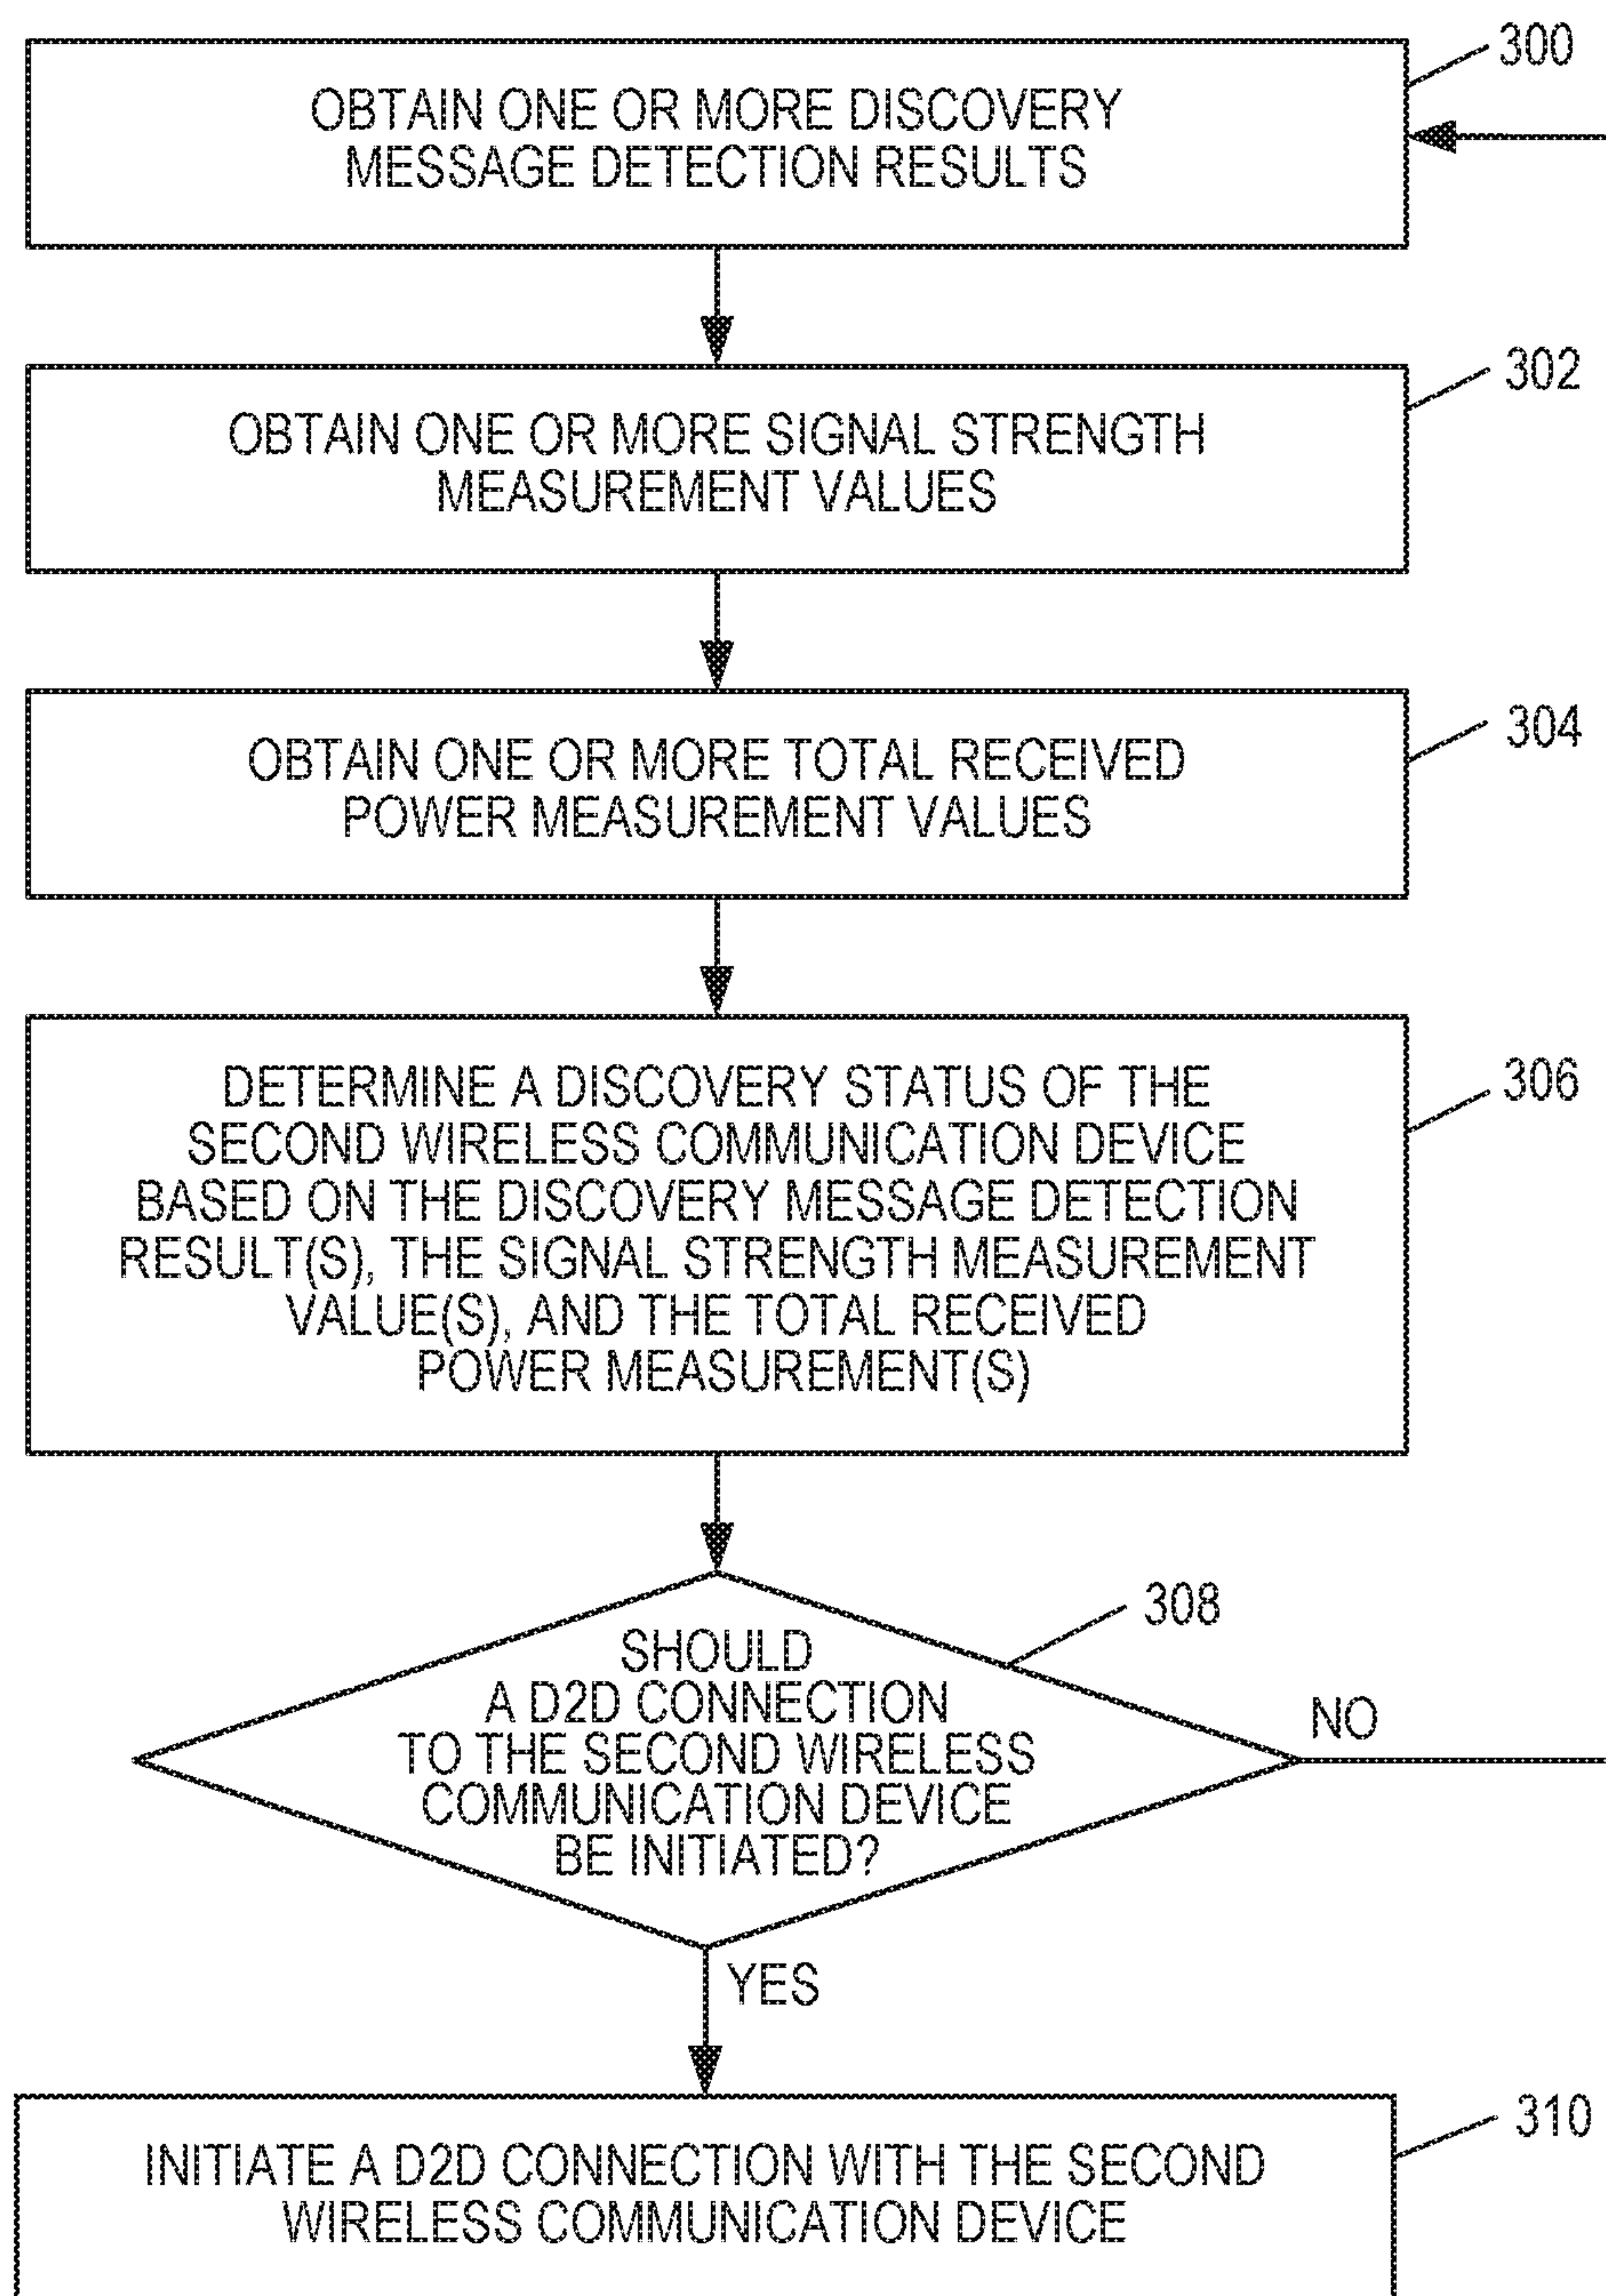 300
OBTAIN ONE OR MORE DISCOVERY
MESSAGE DETECTION RESULTS
302
OBTAIN ONE OR MORE SIGNAL STRENGTH
MEASUREMENT VALUES
304
OBTAIN ONE OR MORE TOTAL RECEIVED
POWER MEASUREMENT VALUES
306
DETERMINE A DISCOVERY STATUS OF THE
SECOND WIRELESS COMMUNICATION DEVICE
BASED ON THE DISCOVERY MESSAGE DETECTION
RESULT(S), THE SIGNAL STRENGTH MEASUREMENT
VALUE(S), AND THE TOTAL RECEIVED
POWER MEASUREMENT(S)
308
SHOULD
A D2D CONNECTION
TO THE SECOND WIRELESS
COMMUNICATION DEVICE
BE INITIATED?
NO
YES
310
INITIATE A D2D CONNECTION WITH THE SECOND
WIRELESS COMMUNICATION DEVICE